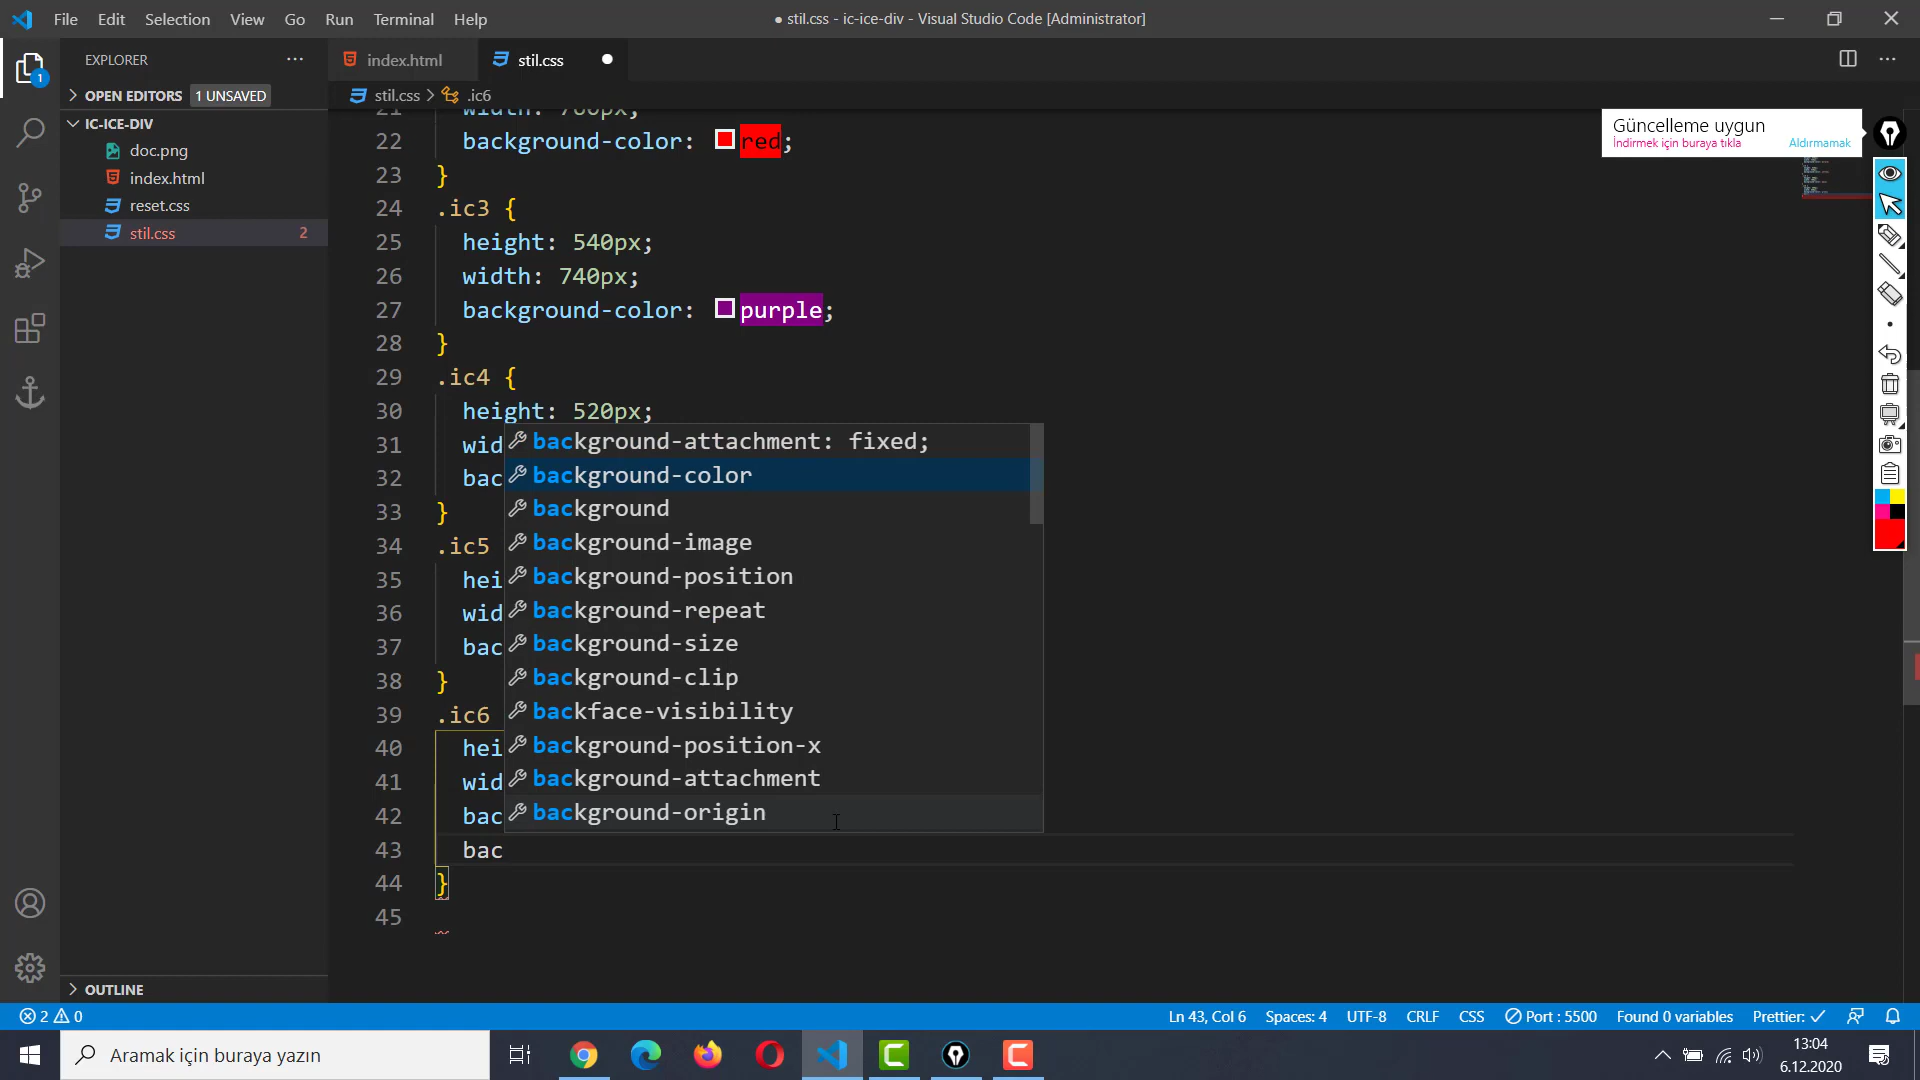 File Edit Selection View Go Run Terminal Help
● stil.css - ic-ice-div - Visual Studio Code [Administrator]
EXPLORER
OPEN EDITORS 1 UNSAVED
IC-ICE-DIV
doc.png
index.html
reset.css
stil.css 2
OUTLINE
1
index.html
stil.css
stil.css > .ic6
21 width: 760px;
22 background-color: red;
23 }
24 .ic3 {
25 height: 540px;
26 width: 740px;
27 background-color: purple;
28 }
29 .ic4 {
30 height: 520px;
31 wid
32 bac
33 }
34 .ic5
35 hei
36 wid
37 bac
38 }
39 .ic6
40 hei
41 wid
42 bac
43 bac
44 }
45
background-attachment: fixed;
background-color
background
background-image
background-position
background-repeat
background-size
background-clip
backface-visibility
background-position-x
background-attachment
background-origin
Güncelleme uygun
İndirmek için buraya tıkla Aldırmamak
2 0
Ln 43, Col 6 Spaces: 4 UTF-8 CRLF CSS Port : 5500 Found 0 variables Prettier: ✓
Aramak için buraya yazın
13:04
6.12.2020